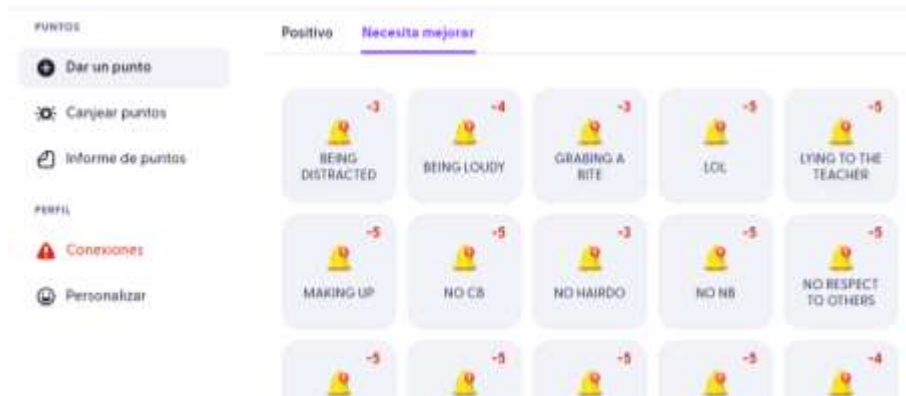 PUNTOS
Dar un punto
Canjear puntos
Informe de puntos
PERFIL
Conexiones
Personalizar
Positivo Necesita mejorar
-3 -4 -3 -5 -5
BEING DISTRACTED
BEING LOUDY
GRABING A BITE
LOL
LYING TO THE TEACHER
-5 -5 -3 -5 -5
MAKING UP
NO CB
NO HAIRDO
NO NB
NO RESPECT TO OTHERS
-5 -5 -5 -5 -4